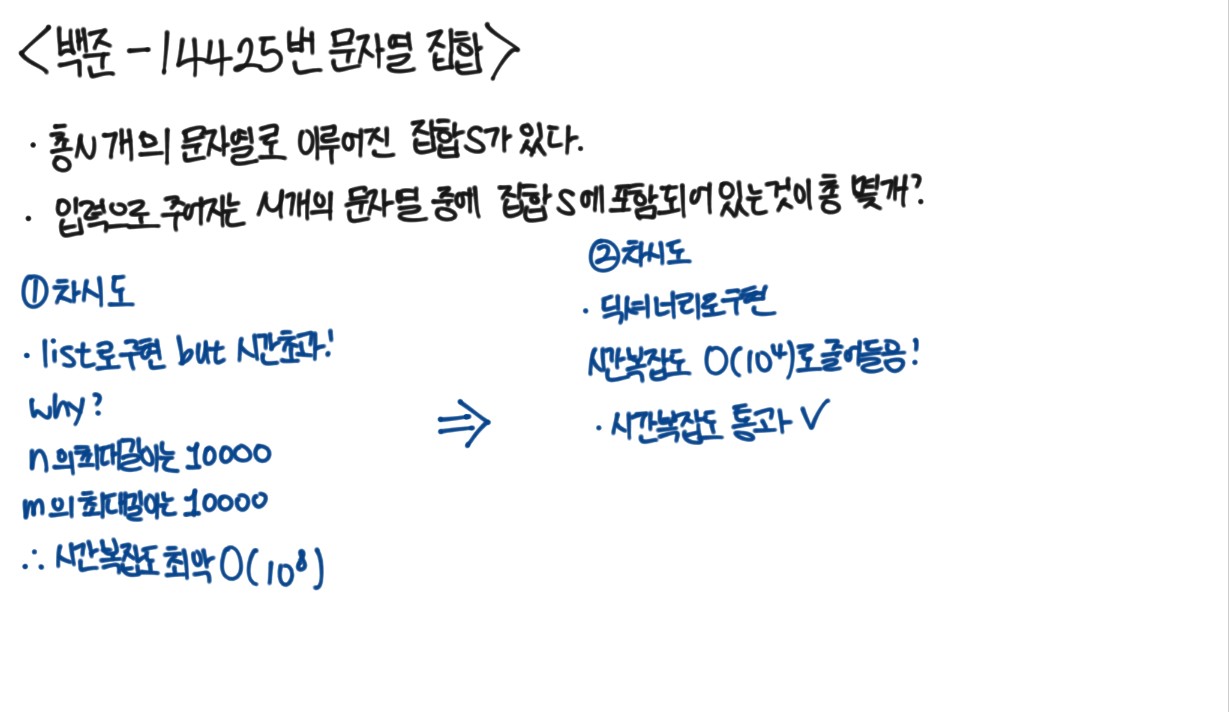 <백준 - 14425번 문자열 집합>
· 총 N개의 문자열로 이루어진 집합 S가 있다.
· 입력으로 주어지는 M개의 문자열 중에 집합 S에 포함되어 있는것이 총 몇개?
① 차시도
· list로 구현 but 시간초과!
why?
n의 최대길이는 10000
m의 최대길이는 10000
∴ 시간복잡도 최악 O(10⁸)
⇒
② 차시도
· 딕셔너리로 구현
시간복잡도 O(10⁴)로 줄어들음!
· 시간복잡도 통과 √